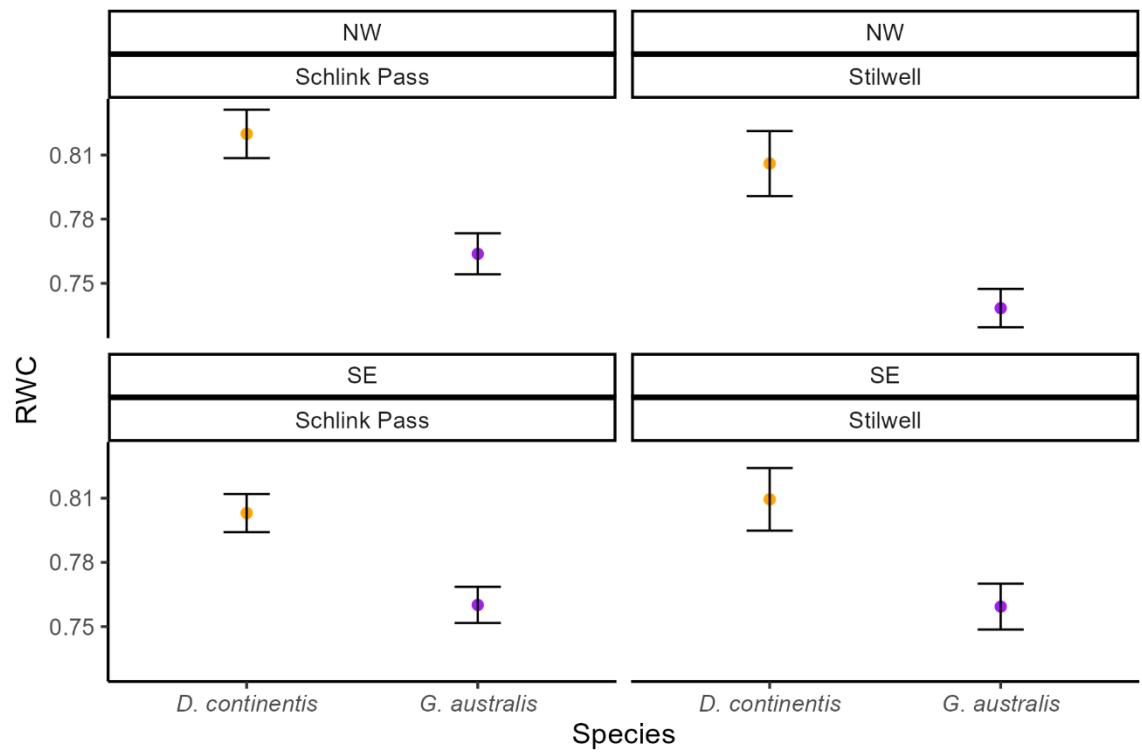 NW NW
Schlink Pass Stilwell
0.81
0.78
0.75
RWC
SE SE
Schlink Pass Stilwell
0.81
0.78
0.75
D. continentis G. australis D. continentis G. australis
Species